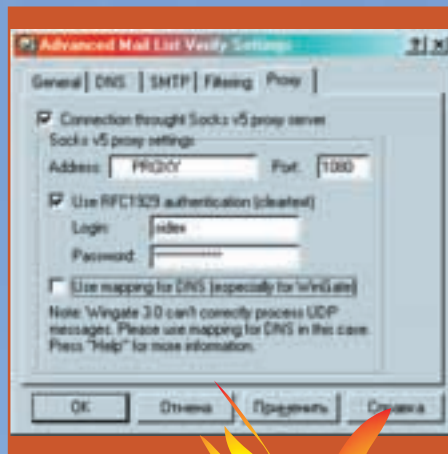 Advanced Mail List Verify Settings
General DNS SMTP Filtering Proxy
Connection throught Socks v5 proxy server
Socks v5 proxy settings
Address: PROXY Port: 1080
Use RFC1929 authentication (cleartext)
Login: sidex
Password: ************
Use mapping for DNS (especially for WinGate)
Note: Wingate 3.0 can't correctly process UDP
messages. Please use mapping for DNS in this case.
Press "Help" for more information.
OK Отмена Применить Справка